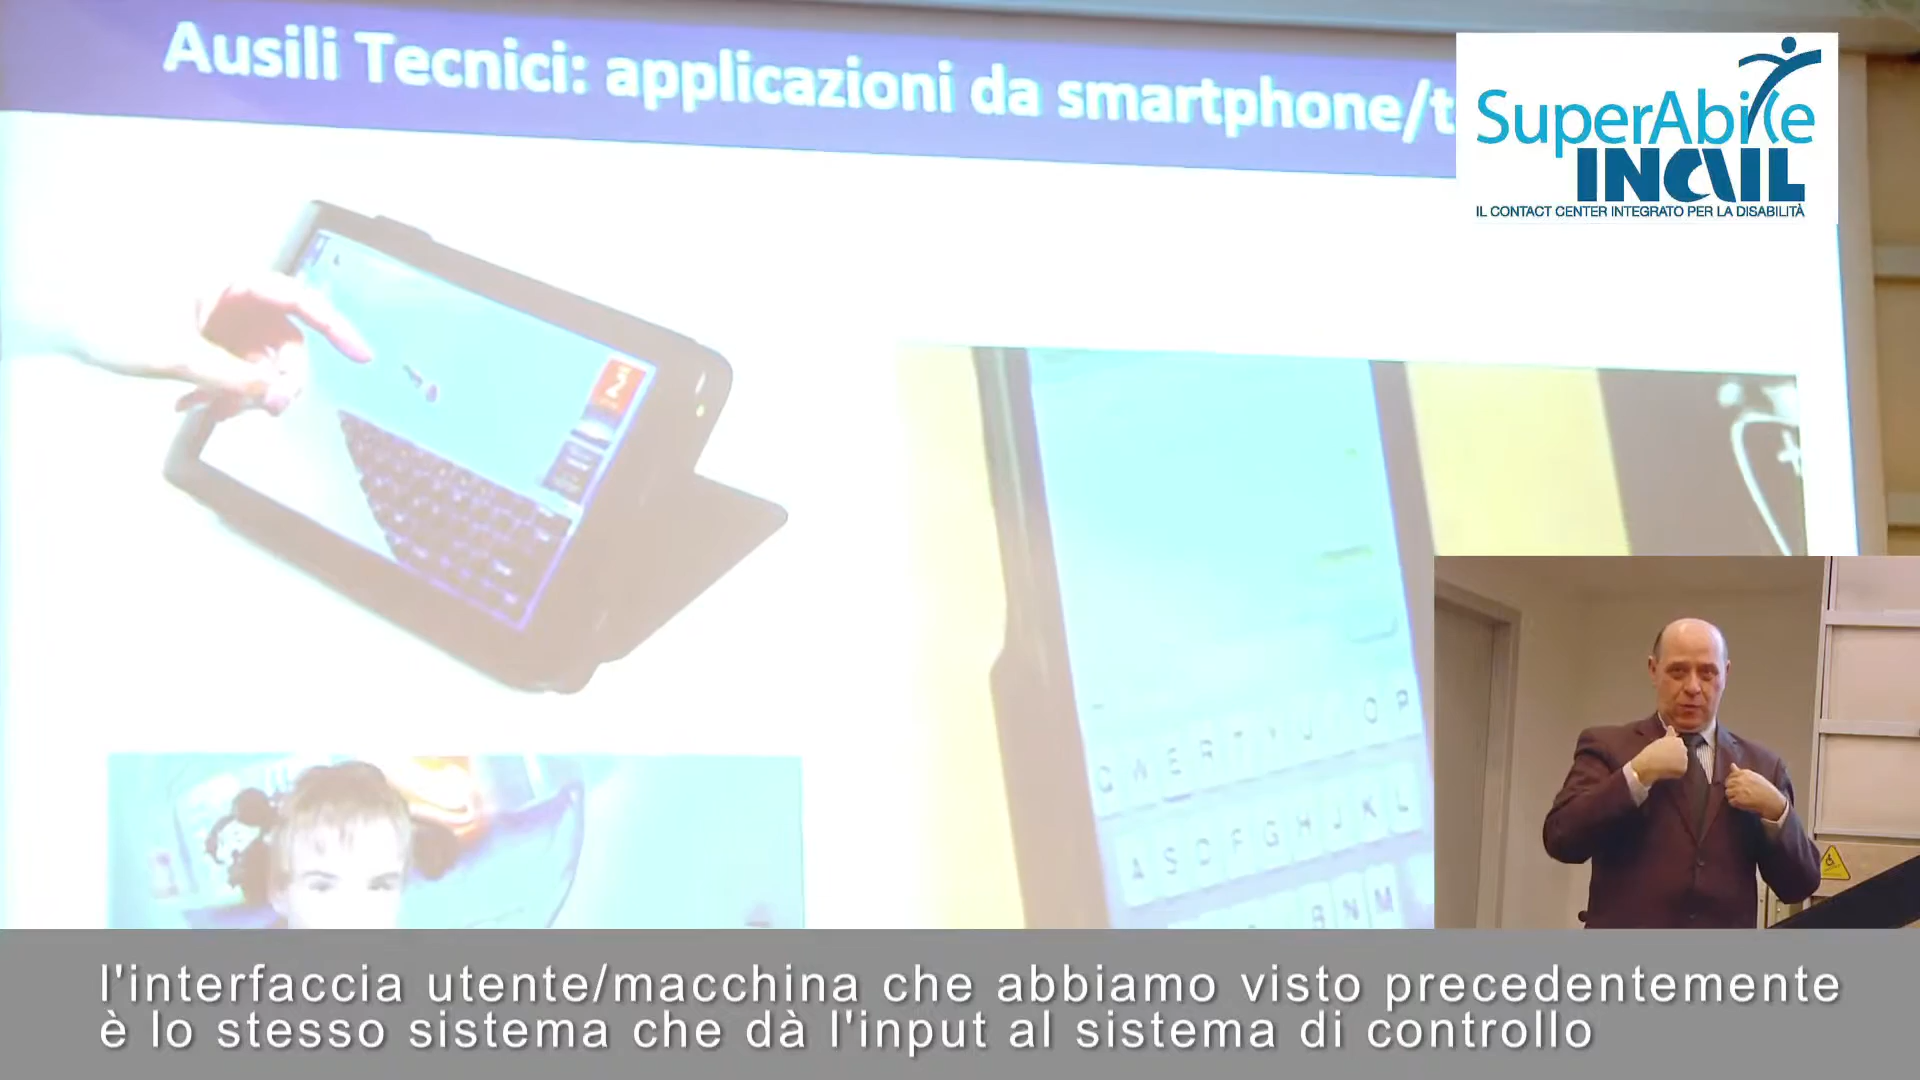 Ausili Tecnici: applicazioni da smartphone/t
SuperAbile
INAIL
IL CONTACT CENTER INTEGRATO PER LA DISABILITÀ
2
O P
W E R T Y U
A S D F G H J K L
B N M
l'interfaccia utente/macchina che abbiamo visto precedentemente
è lo stesso sistema che dà l'input al sistema di controllo